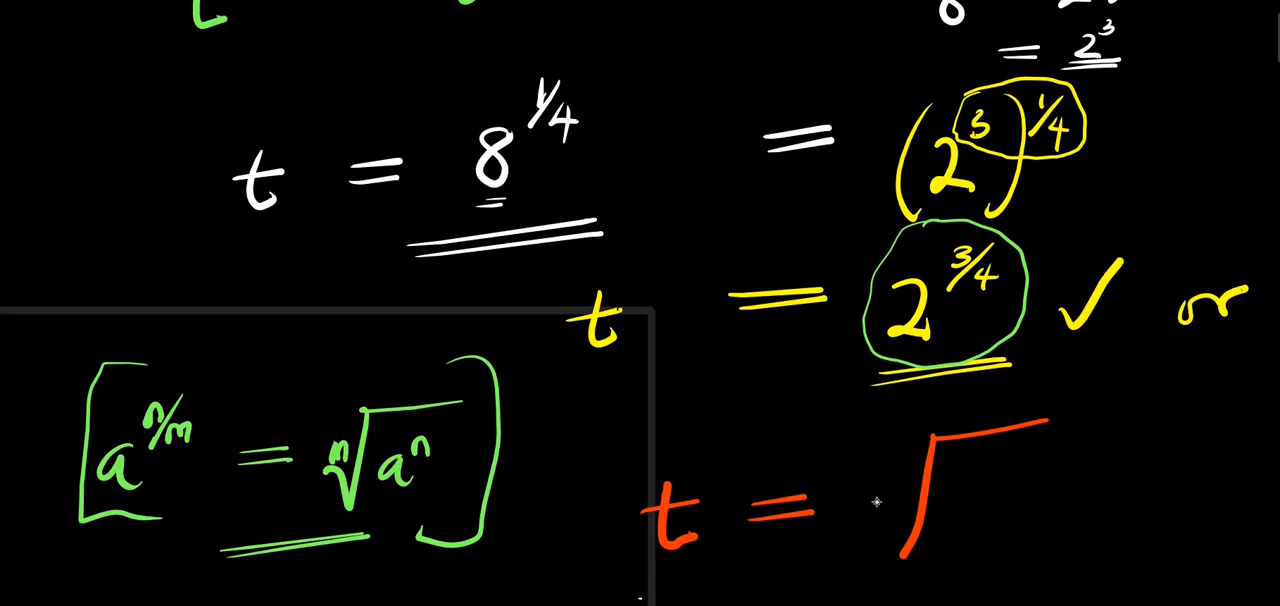 = 2³
t = 8^(1/4) = (2³)^(1/4)
t = 2^(3/4) ✓ or
[a^(n/m) = ᵐ√aⁿ]
t = √